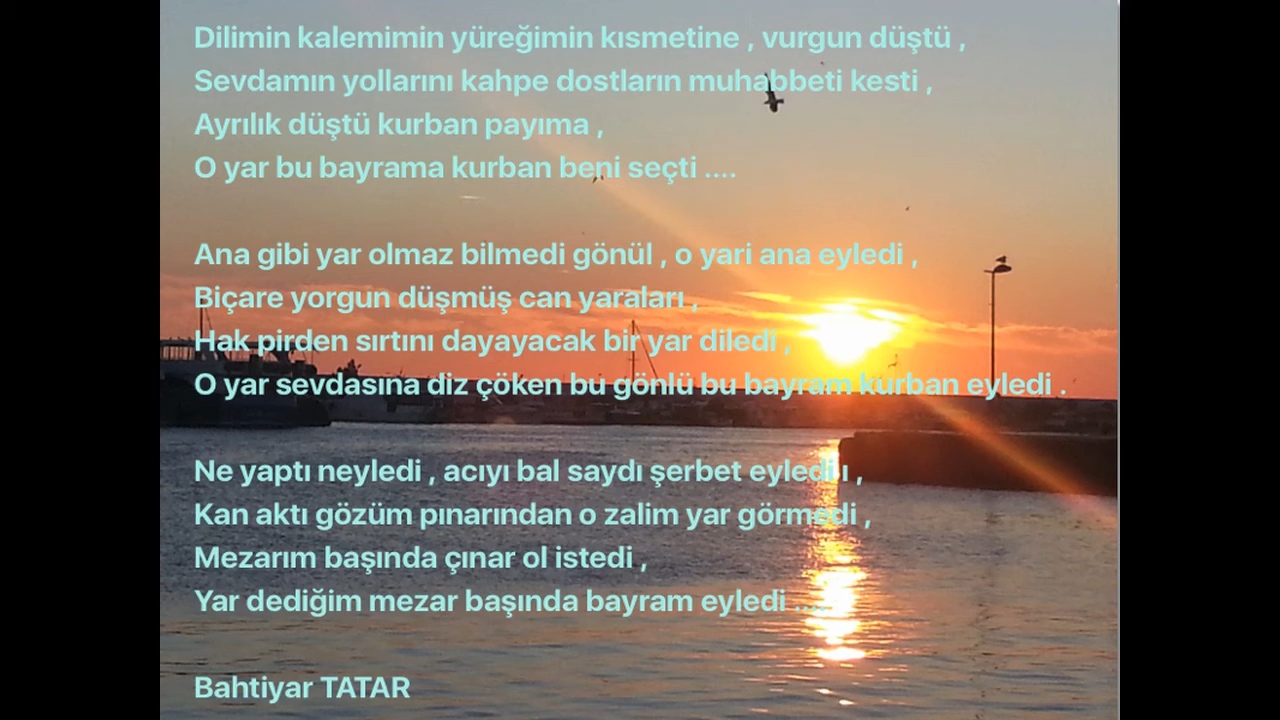 Dilimin kalemimin yüreğimin kısmetine , vurgun düştü ,
Sevdamın yollarını kahpe dostların muhabbeti kesti ,
Ayrılık düştü kurban payıma ,
O yar bu bayrama kurban beni seçti ....
Ana gibi yar olmaz bilmedi gönül , o yari ana eyledi ,
Biçare yorgun düşmüş can yaraları ,
Hak pirden sırtını dayayacak bir yar diledi ,
O yar sevdasına diz çöken bu gönlü bu bayram kurban eyledi .
Ne yaptı neyledi , acıyı bal saydı şerbet eyledi ı ,
Kan aktı gözüm pınarından o zalim yar görmedi ,
Mezarım başında çınar ol istedi ,
Yar dediğim mezar başında bayram eyledi ....
Bahtiyar TATAR